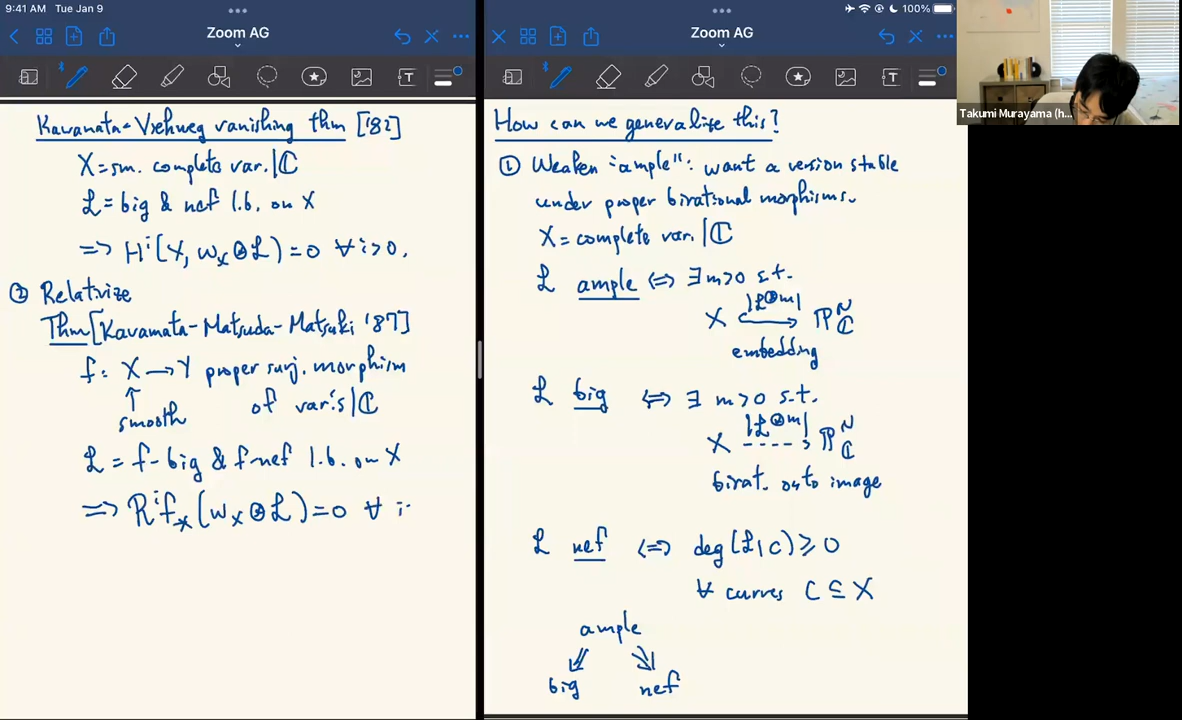 9:41 AM Tue Jan 9
100%
Zoom AG
Zoom AG
Takumi Murayama (h...
Kawamata-Viehweg vanishing thm ['82]
X = sm. complete var. / ℂ
ℒ = big & nef l.b. on X
=> Hⁱ(X, ω_X ⊗ ℒ) = 0 ∀ i > 0.
② Relativize
Thm [Kawamata-Matsuda-Matsuki '87]
f: X → Y proper surj. morphism
↑
smooth of var's / ℂ
ℒ = f-big & f-nef l.b. on X
=> Rⁱf_*(ω_X ⊗ ℒ) = 0 ∀ i
How can we generalize this?
① Weaken "ample": want a version stable
under proper birational morphisms.
X = complete var. / ℂ
ℒ ample <=> ∃ m > 0 s.t.
|ℒ^⊗m|
X ↪ ℙ^N_ℂ
embedding
ℒ big <=> ∃ m > 0 s.t.
|ℒ^⊗m|
X ⇢ ℙ^N_ℂ
birat. onto image
ℒ nef <=> deg(ℒ|C) ≥ 0
∀ curves C ⊆ X
ample
⇙ ⇘
big nef